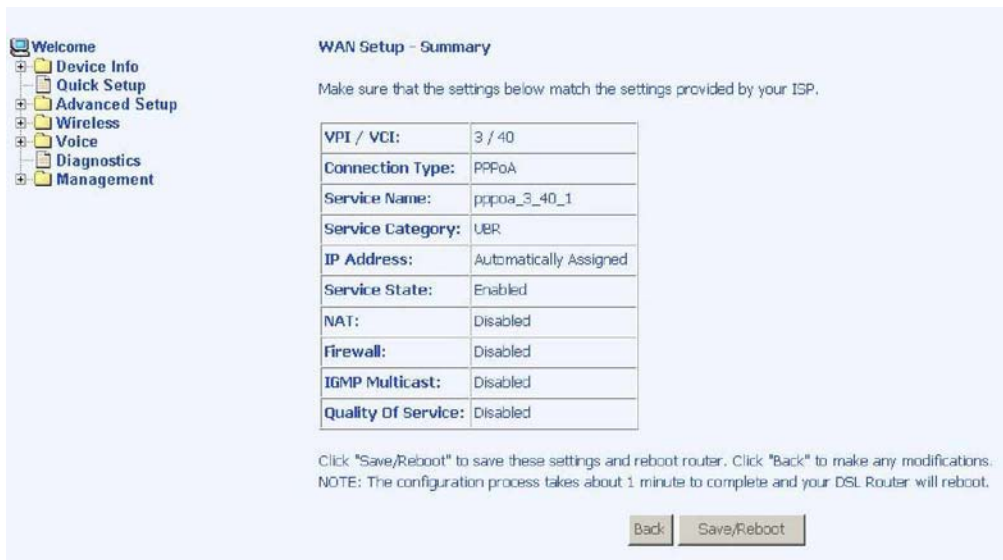 Welcome
Device Info
Quick Setup
Advanced Setup
Wireless
Voice
Diagnostics
Management
WAN Setup - Summary
Make sure that the settings below match the settings provided by your ISP.
VPI / VCI: 3 / 40
Connection Type: PPPoA
Service Name: pppoa_3_40_1
Service Category: UBR
IP Address: Automatically Assigned
Service State: Enabled
NAT: Disabled
Firewall: Disabled
IGMP Multicast: Disabled
Quality Of Service: Disabled
Click "Save/Reboot" to save these settings and reboot router. Click "Back" to make any modifications.
NOTE: The configuration process takes about 1 minute to complete and your DSL Router will reboot.
Back Save/Reboot